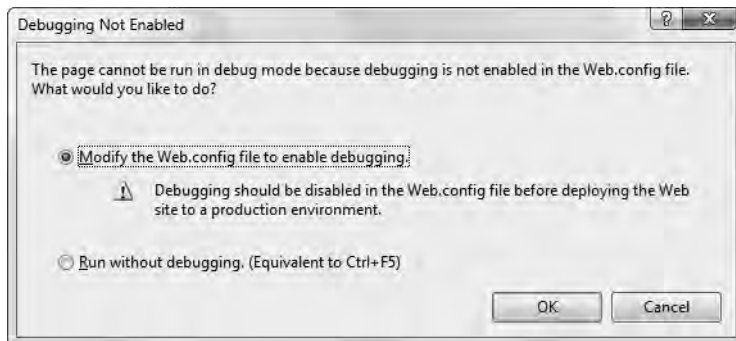 Debugging Not Enabled
The page cannot be run in debug mode because debugging is not enabled in the Web.config file.
What would you like to do?
Modify the Web.config file to enable debugging.
Debugging should be disabled in the Web.config file before deploying the Web
site to a production environment.
Run without debugging. (Equivalent to Ctrl+F5)
OK Cancel